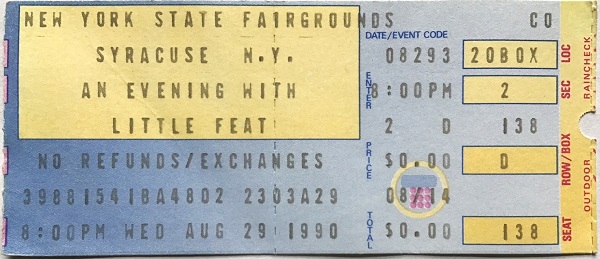 NEW YORK STATE FAIRGROUNDS CO
SYRACUSE N.Y.
AN EVENING WITH
LITTLE FEAT
NO REFUNDS/EXCHANGES
39881541BA4802 2303A29
8:00PM WED AUG 29 1990
DATE/EVENT CODE
08293 20BOX LOC
ENTER 8:00PM 2 SEC
2 D 138
PRICE $0.00 D ROW/BOX
TOTAL $0.00 138 SEAT
RAINCHECK
OUTDOOR